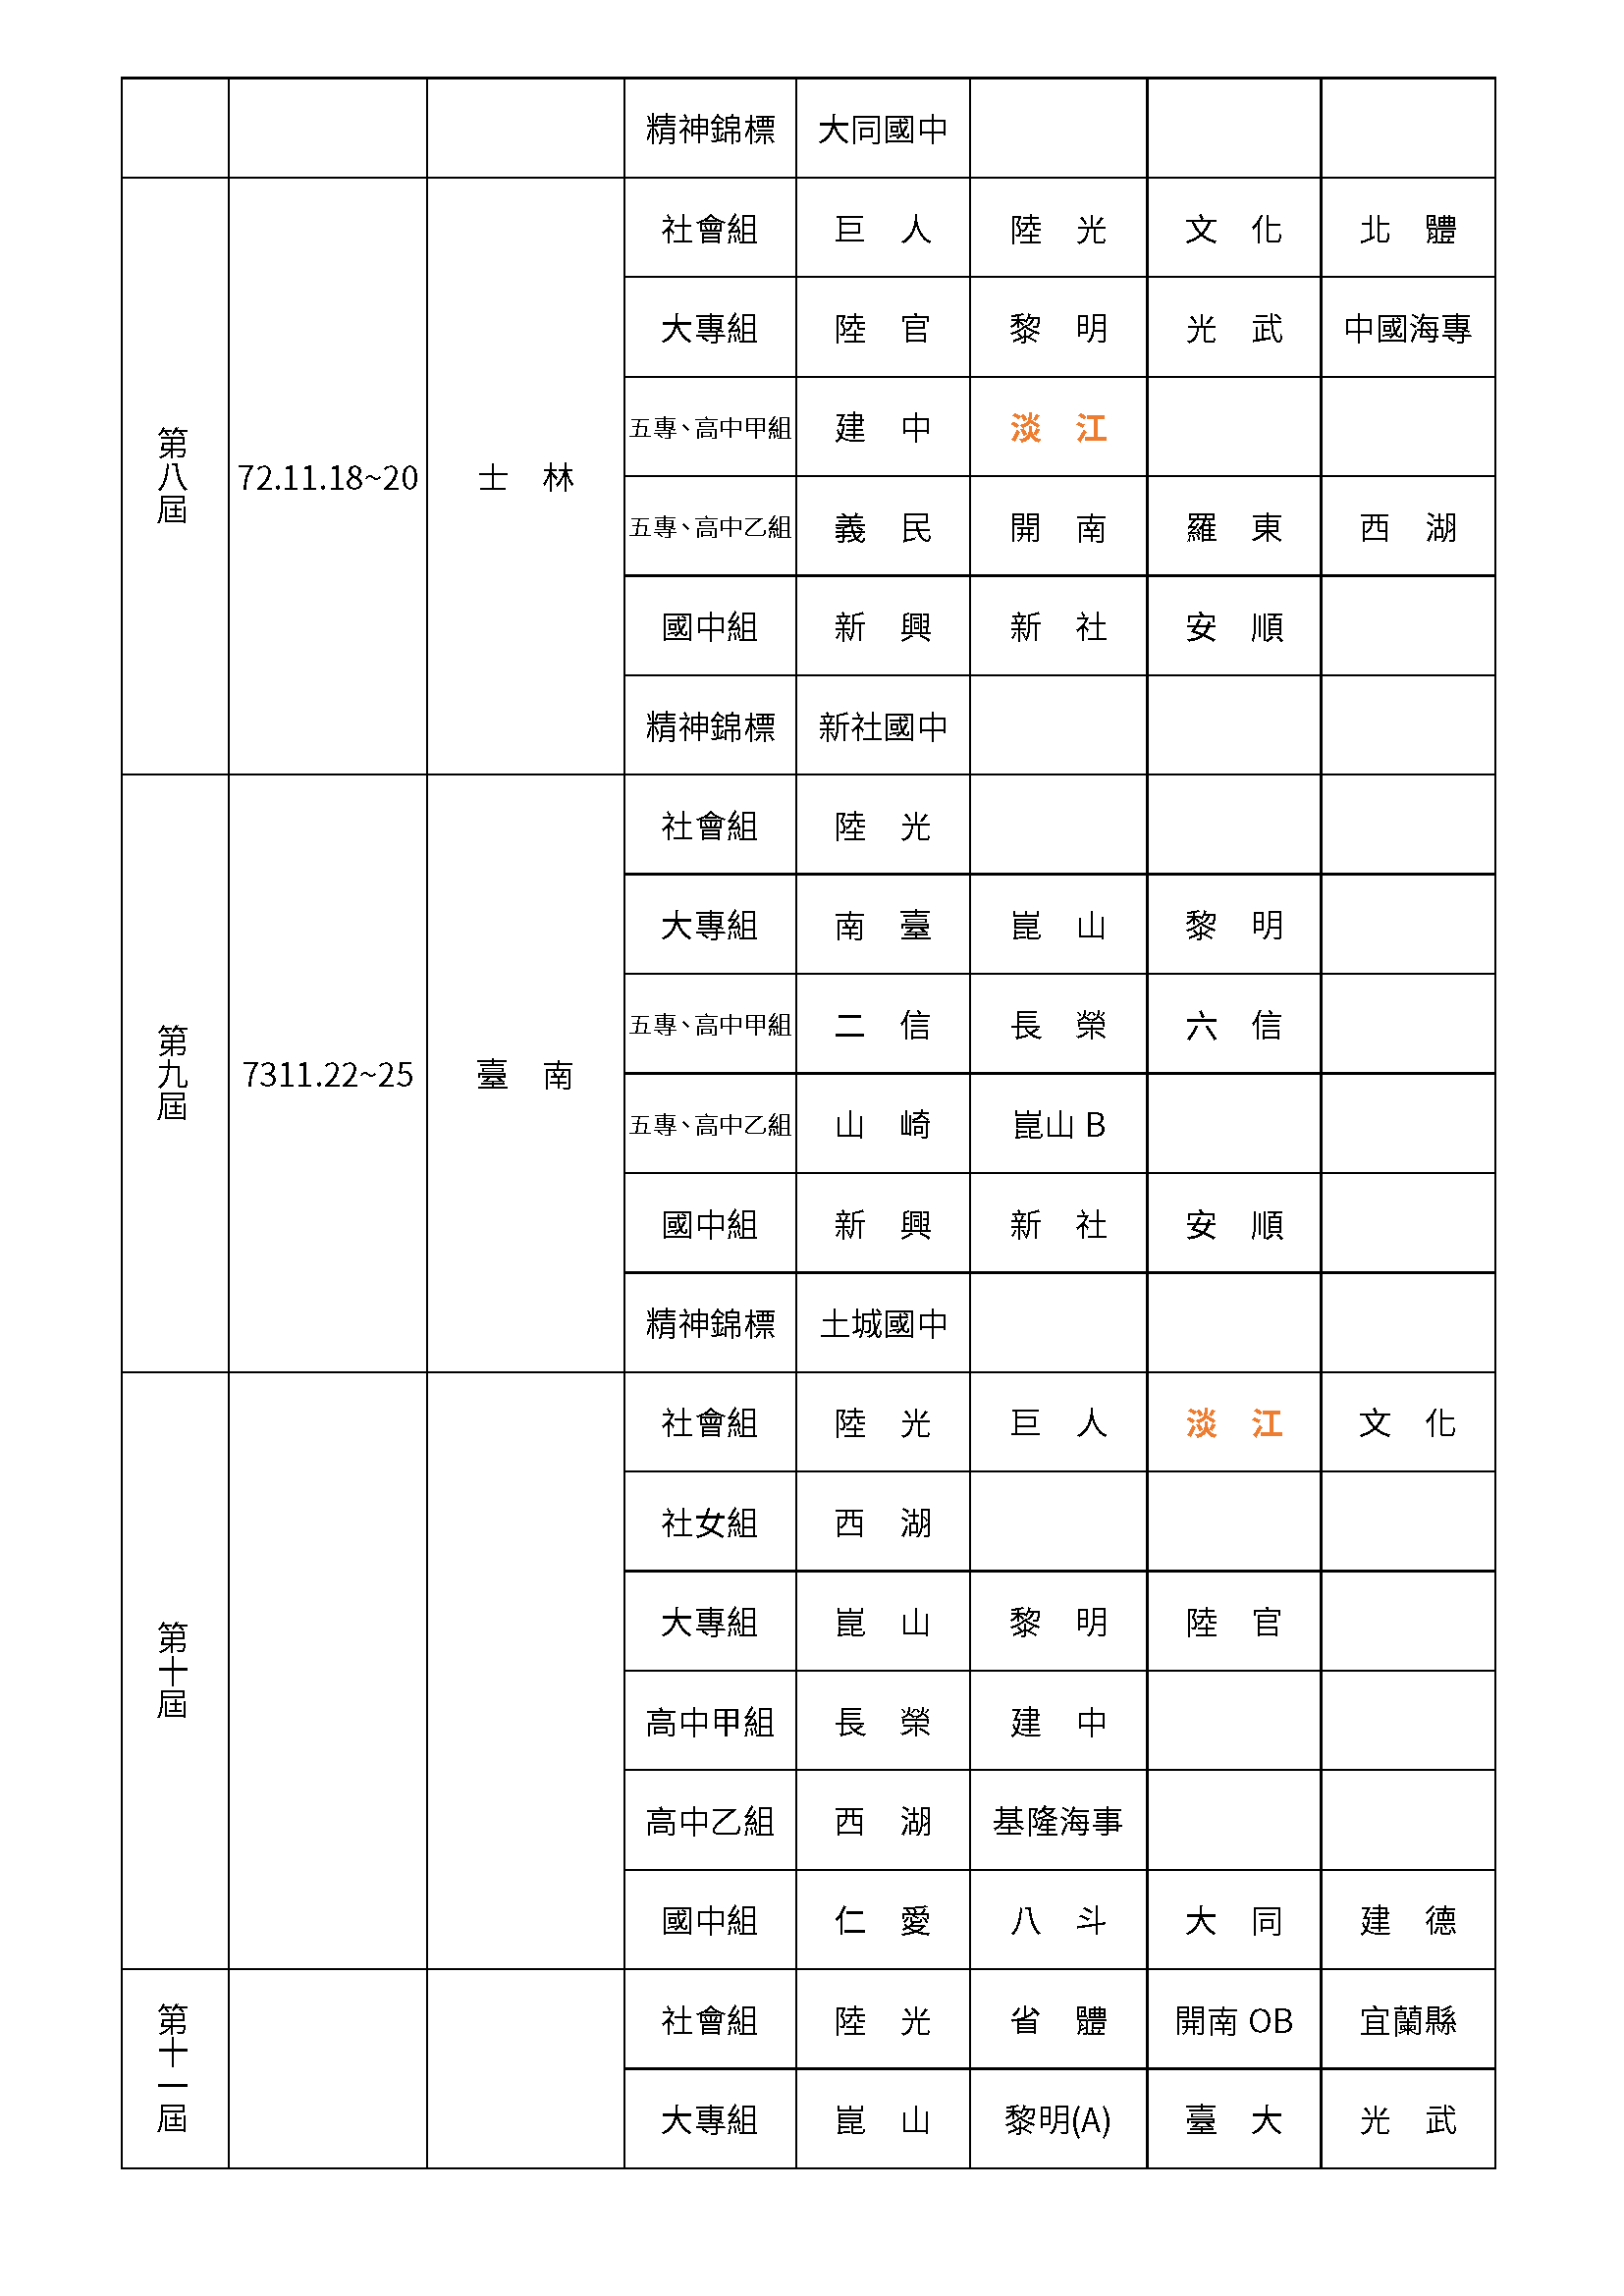 精神錦標 大同國中
第八屆 72.11.18~20 士 林
社會組 巨 人 陸 光 文 化 北 體
大專組 陸 官 黎 明 光 武 中國海專
五專、高中甲組 建 中 淡 江
五專、高中乙組 義 民 開 南 羅 東 西 湖
國中組 新 興 新 社 安 順
精神錦標 新社國中
第九屆 7311.22~25 臺 南
社會組 陸 光
大專組 南 臺 崑 山 黎 明
五專、高中甲組 二 信 長 榮 六 信
五專、高中乙組 山 崎 崑山 B
國中組 新 興 新 社 安 順
精神錦標 土城國中
第十屆
社會組 陸 光 巨 人 淡 江 文 化
社女組 西 湖
大專組 崑 山 黎 明 陸 官
高中甲組 長 榮 建 中
高中乙組 西 湖 基隆海事
國中組 仁 愛 八 斗 大 同 建 德
第十一屆
社會組 陸 光 省 體 開南 OB 宜蘭縣
大專組 崑 山 黎明(A) 臺 大 光 武